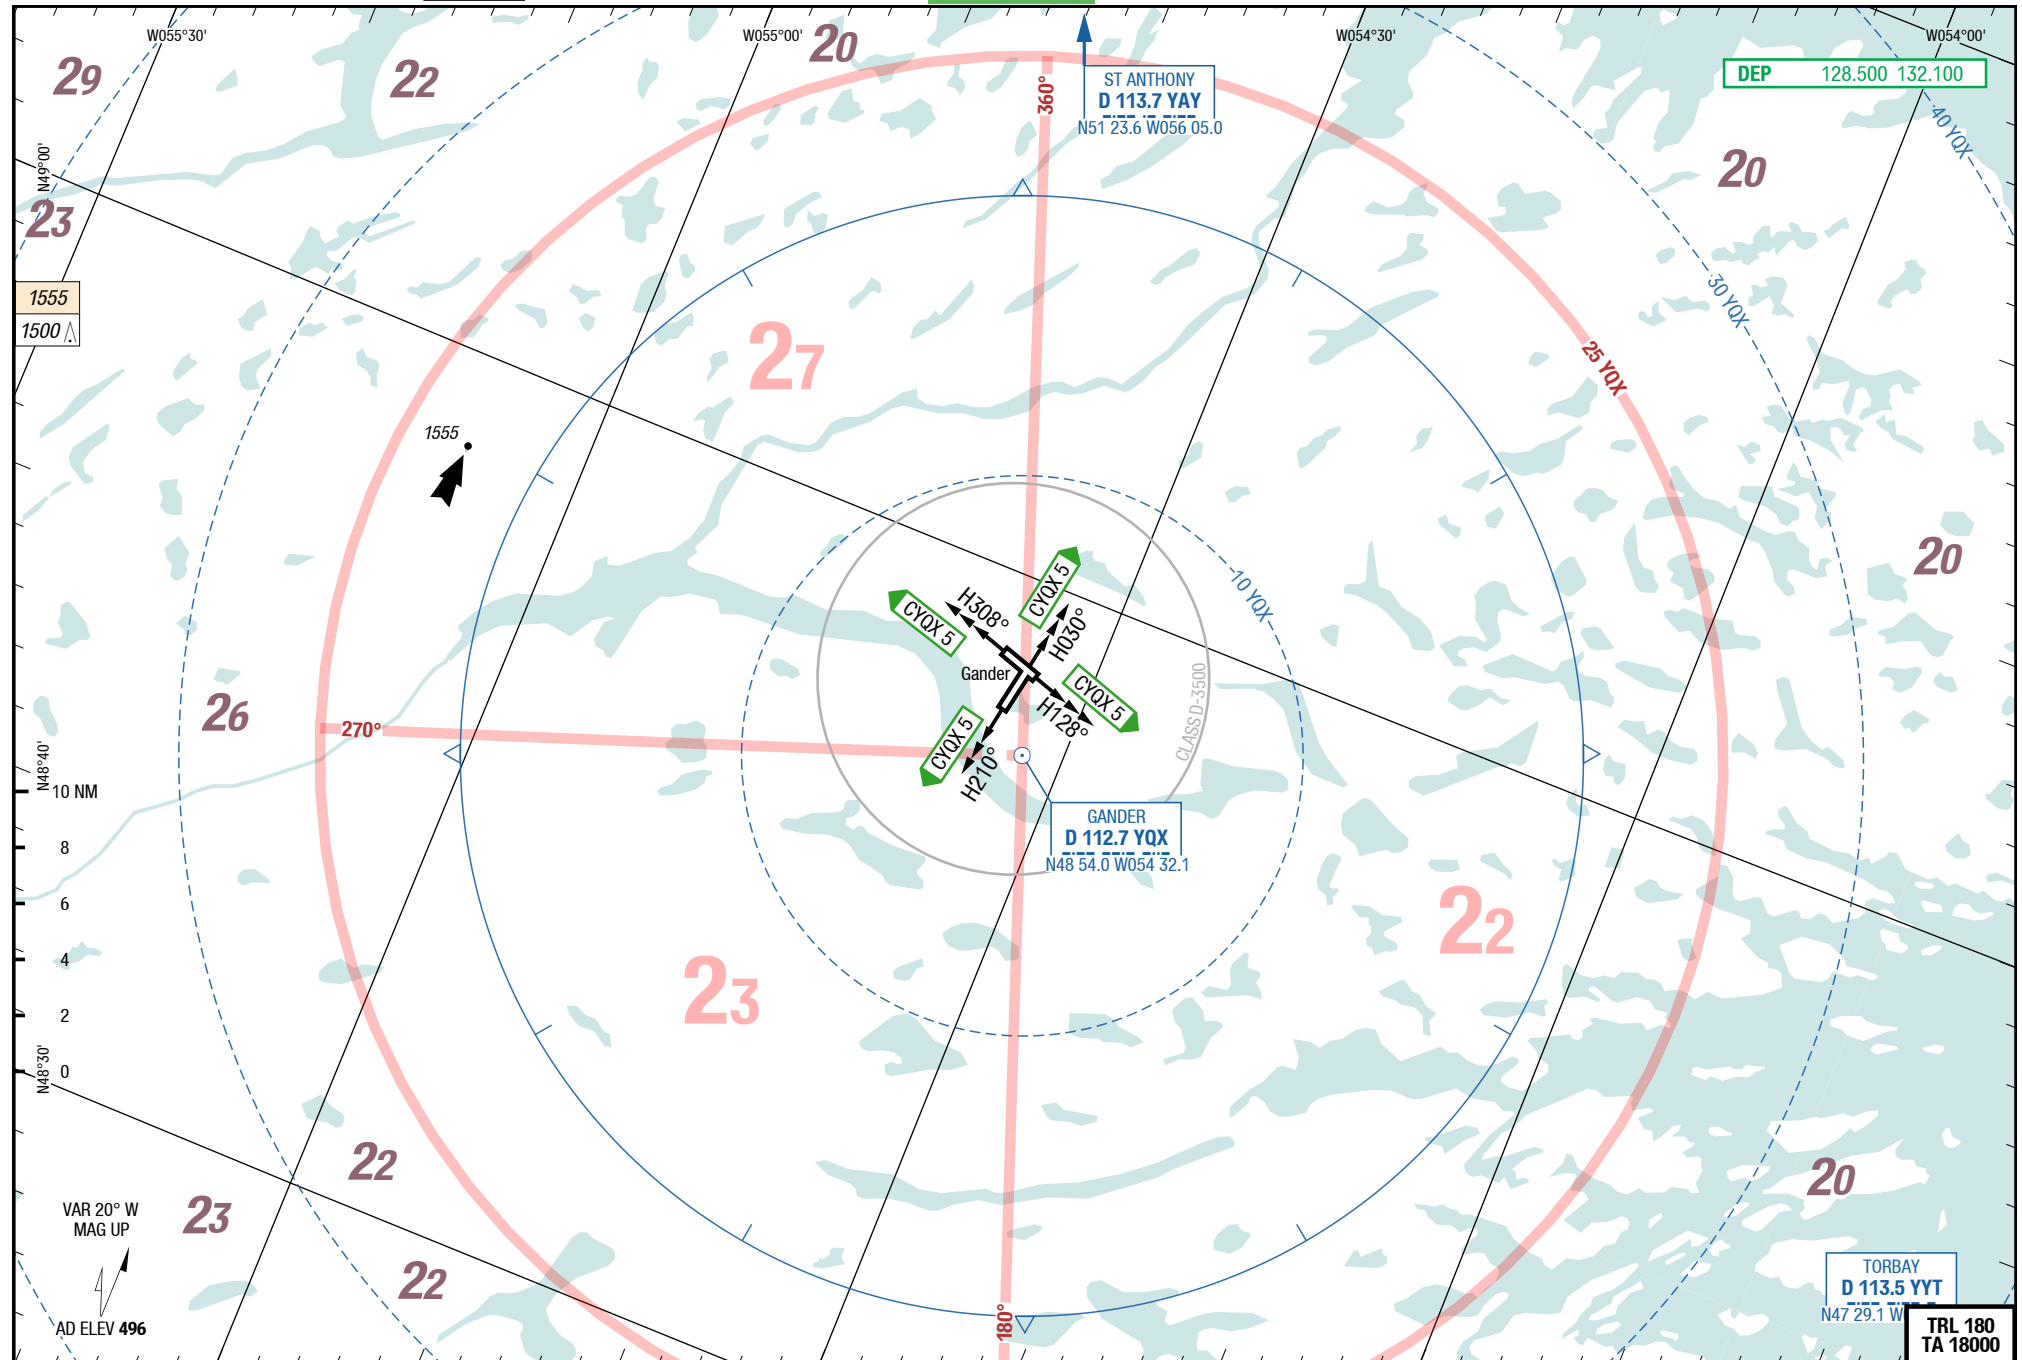 W055°30'
W055°00'
W054°30'
W054°00'
29
22
20
ST ANTHONY
D 113.7 YAY
N51 23.6 W056 05.0
360°
DEP 128.500 132.100
40 YQX
N49°00'
23
20
1555
1500
30 YQX
27
25 YQX
1555
20
10 YQX
CYQX 5
CYQX 5
H308°
H030°
Gander
CYQX 5
H128°
CLASS D-3500
CYQX 5
H210°
26
270°
N48°40'
10 NM
8
6
4
2
0
GANDER
D 112.7 YQX
N48 54.0 W054 32.1
22
23
N48°30'
22
20
23
VAR 20° W
MAG UP
22
AD ELEV 496
180°
TORBAY
D 113.5 YYT
N47 29.1
TRL 180
TA 18000